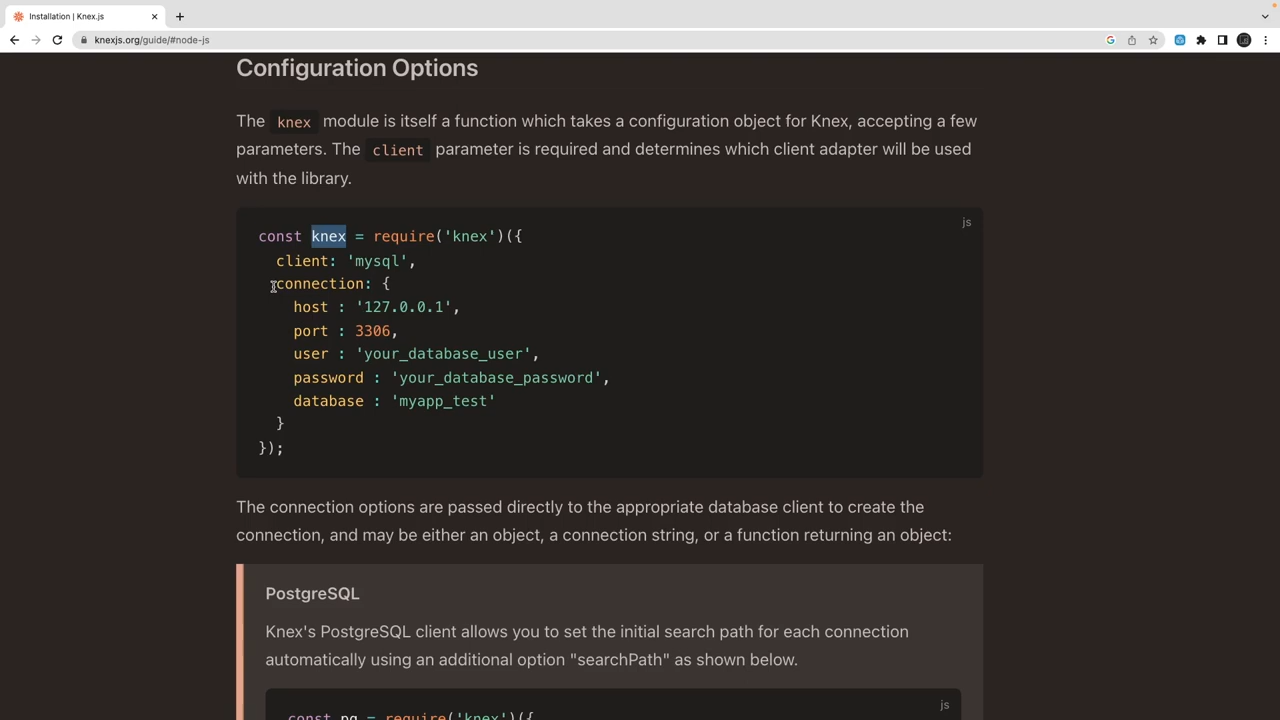 Installation | Knex.js
knexjs.org/guide/#node-js
Configuration Options
The knex module is itself a function which takes a configuration object for Knex, accepting a few
parameters. The client parameter is required and determines which client adapter will be used
with the library.
js
const knex = require('knex')({
client: 'mysql',
connection: {
host : '127.0.0.1',
port : 3306,
user : 'your_database_user',
password : 'your_database_password',
database : 'myapp_test'
}
});
The connection options are passed directly to the appropriate database client to create the
connection, and may be either an object, a connection string, or a function returning an object:
PostgreSQL
Knex's PostgreSQL client allows you to set the initial search path for each connection
automatically using an additional option "searchPath" as shown below.
js
const pg = require('knex')({